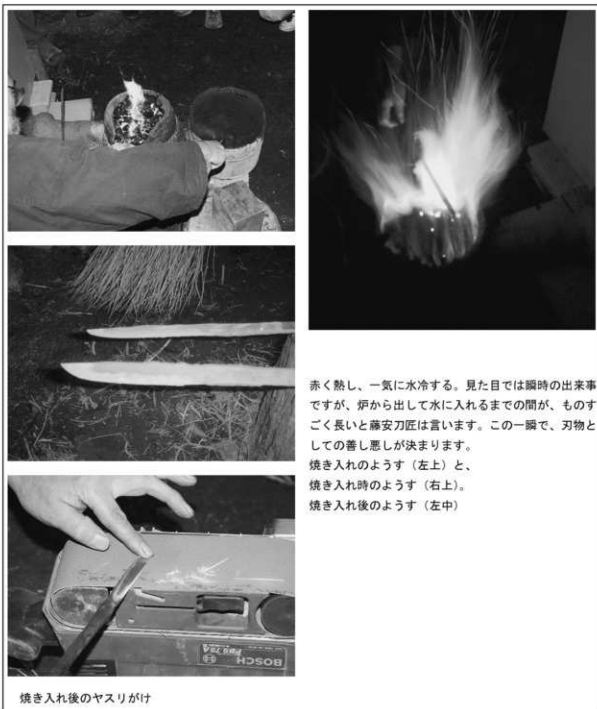 赤く熱し、一気に水冷する。見た目では瞬時の出来事
ですが、炉から出して水に入れるまでの間が、ものす
ごく長いと藤安刀匠は言います。この一瞬で、刃物と
しての善し悪しが決まります。
焼き入れのようす（左上）と、
焼き入れ時のようす（右上）。
焼き入れ後のようす（左中）
BOSCH
焼き入れ後のヤスリがけ